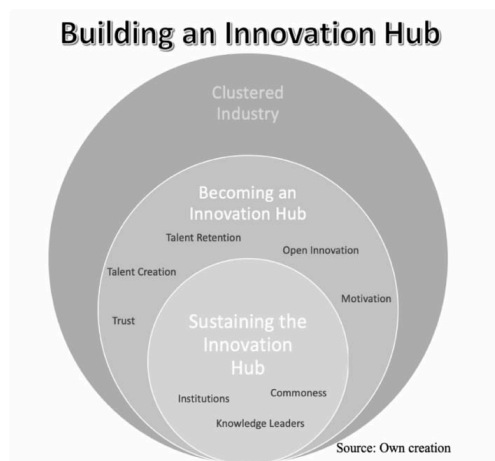 Building an Innovation Hub
Clustered
Industry
Becoming an
Innovation Hub
Talent Retention
Open Innovation
Talent Creation
Motivation
Trust
Sustaining the
Innovation
Hub
Institutions
Commoness
Knowledge Leaders
Source: Own creation